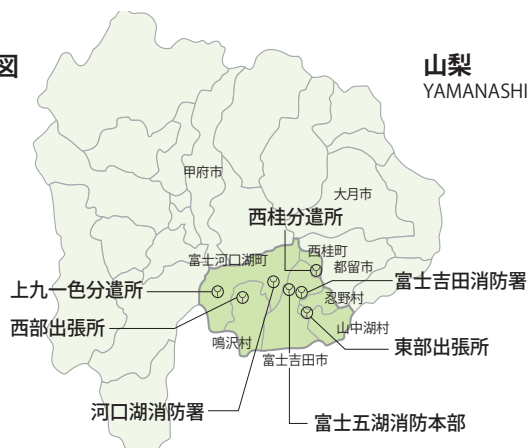 図
山梨
YAMANASHI
甲府市
大月市
西桂分遣所
西桂町
富士河口湖町
都留市
上九一色分遣所
富士吉田消防署
忍野村
西部出張所
山中湖村
鳴沢村
東部出張所
富士吉田市
河口湖消防署
富士五湖消防本部